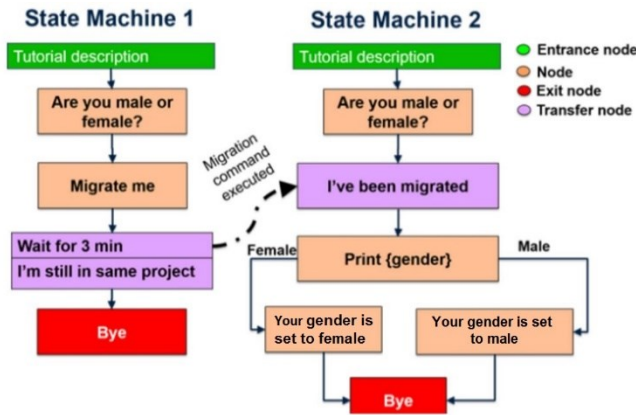 State Machine 1
Tutorial description
Are you male or
female?
Migrate me
Wait for 3 min
I'm still in same project
Bye
Migration
command
executed
State Machine 2
Tutorial description
Are you male or
female?
I've been migrated
Female
Print {gender}
Male
Your gender is
set to female
Your gender is set
to male
Bye
Entrance node
Node
Exit node
Transfer node